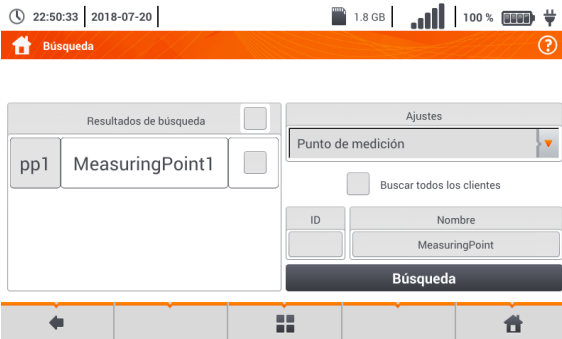 22:50:33 2018-07-20 1.8 GB 100 %
Búsqueda
Resultados de búsqueda
pp1 MeasuringPoint1
Ajustes
Punto de medición
Buscar todos los clientes
ID Nombre
MeasuringPoint
Búsqueda